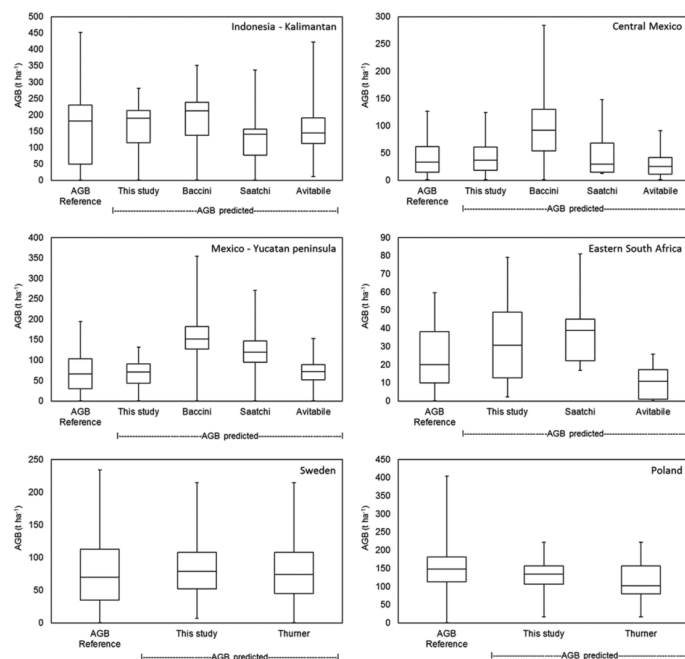 Indonesia - Kalimantan
AGB (t ha⁻¹)
500
450
400
350
300
250
200
150
100
50
0
AGB Reference
This study
Baccini
Saatchi
Avitabile
|--------------------AGB predicted--------------------|
Central Mexico
AGB (t ha⁻¹)
300
250
200
150
100
50
0
AGB Reference
This study
Baccini
Saatchi
Avitabile
|--------------------AGB predicted--------------------|
Mexico - Yucatan peninsula
AGB (t ha⁻¹)
400
350
300
250
200
150
100
50
0
AGB Reference
This study
Baccini
Saatchi
Avitabile
|--------------------AGB predicted--------------------|
Eastern South Africa
AGB (t ha⁻¹)
90
80
70
60
50
40
30
20
10
0
AGB Reference
This study
Saatchi
Avitabile
|--------------------AGB predicted--------------------|
Sweden
AGB (t ha⁻¹)
250
200
150
100
50
0
AGB Reference
This study
Thurner
|--------------------AGB predicted--------------------|
Poland
AGB (t ha⁻¹)
450
400
350
300
250
200
150
100
50
0
AGB Reference
This study
Thurner
|--------------------AGB predicted--------------------|